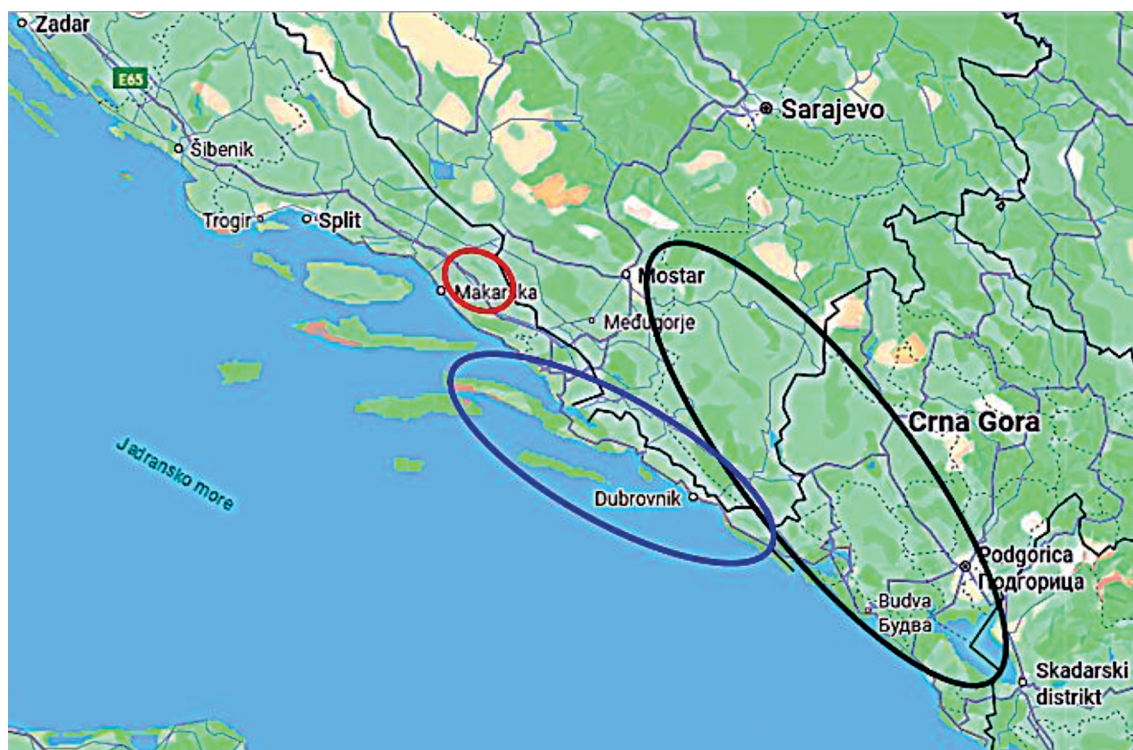 Zadar
E65
Sarajevo
Šibenik
Trogir
Split
Mostar
Makarska
Međugorje
Crna Gora
Jadransko more
Dubrovnik
Podgorica
Подгорица
Budva
Будва
Skadarski
distrikt